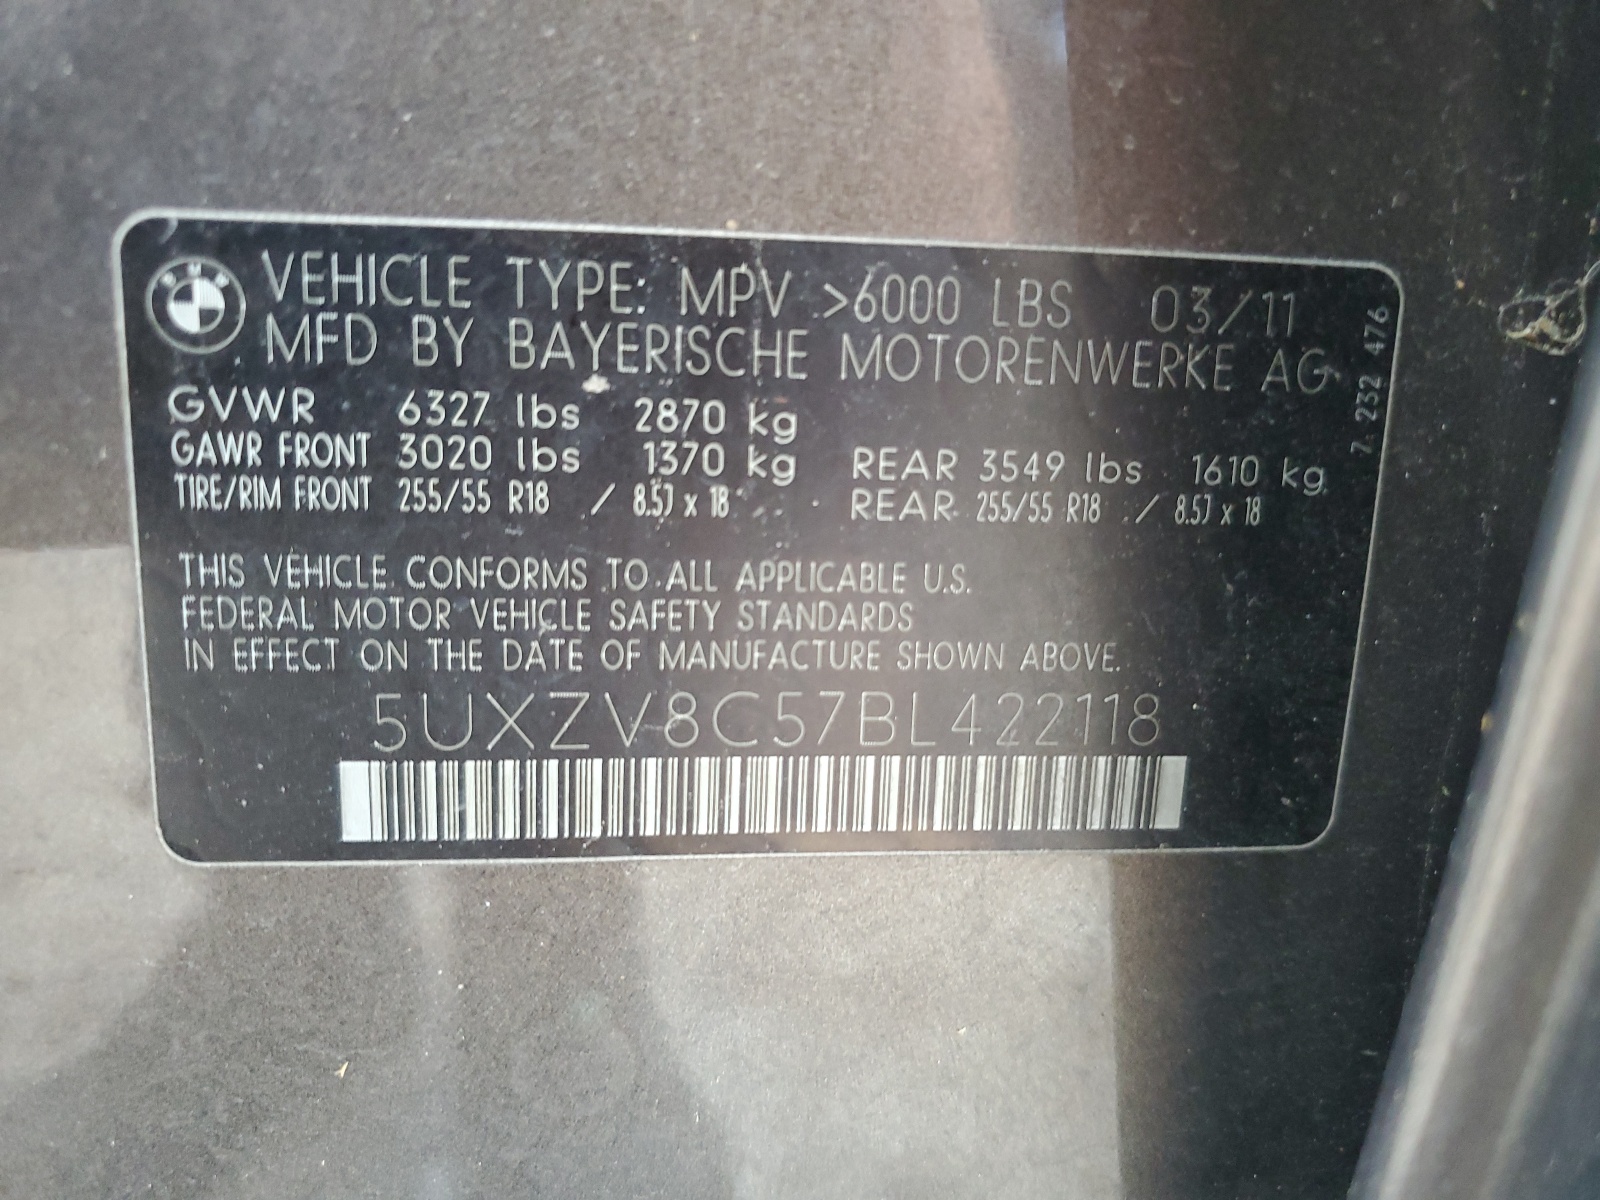 BMW
VEHICLE TYPE: MPV >6000 LBS 03/11
MFD BY BAYERISCHE MOTORENWERKE AG
GVWR 6327 lbs 2870 kg
GAWR FRONT 3020 lbs 1370 kg REAR 3549 lbs 1610 kg
TIRE/RIM FRONT 255/55 R18 / 8.5J x 18 REAR 255/55 R18 / 8.5J x 18
7 232 476
THIS VEHICLE CONFORMS TO ALL APPLICABLE U.S.
FEDERAL MOTOR VEHICLE SAFETY STANDARDS
IN EFFECT ON THE DATE OF MANUFACTURE SHOWN ABOVE.
5UXZV8C57BL422118